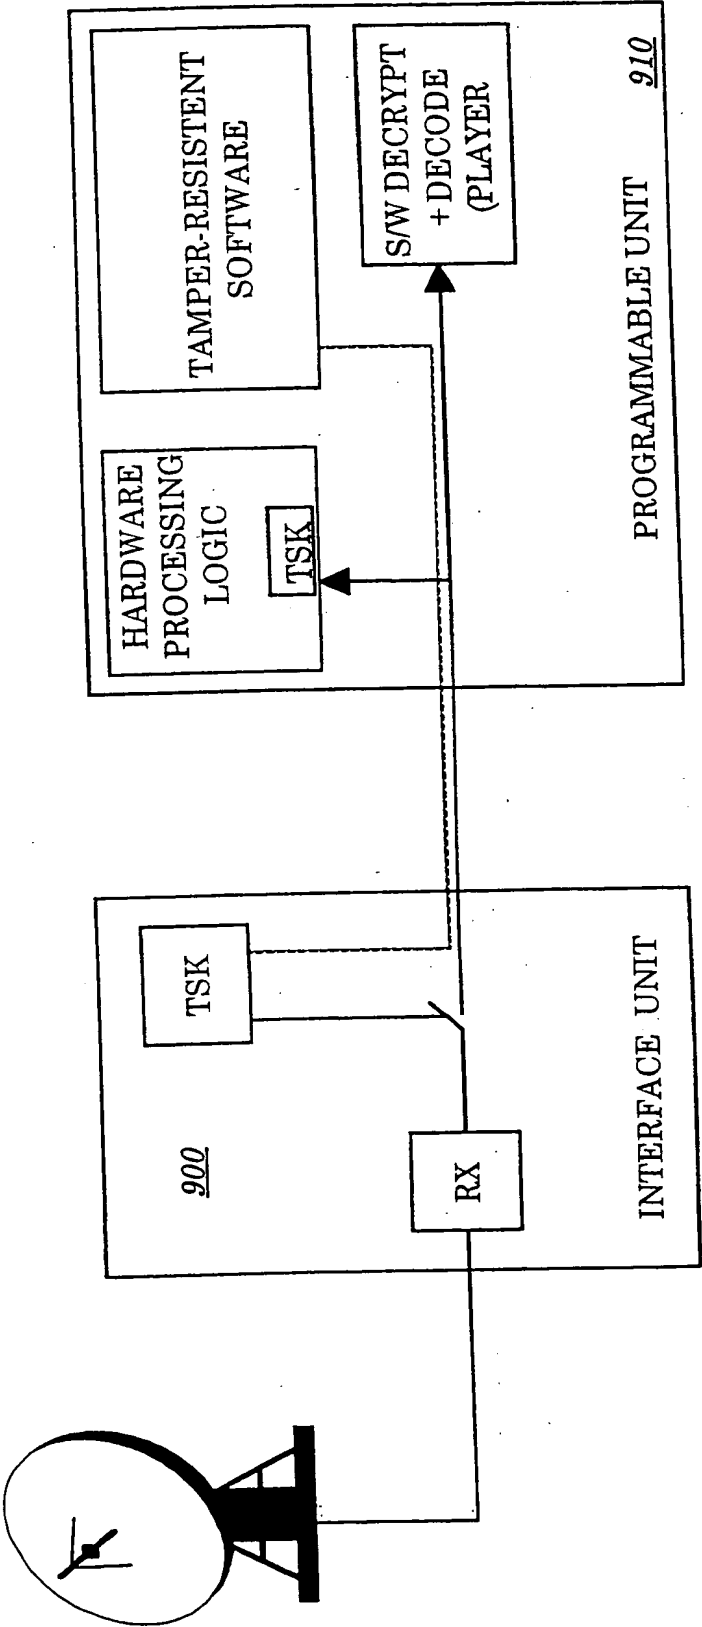 900
TSK
RX
INTERFACE UNIT
HARDWARE
PROCESSING
LOGIC
TSK
TAMPER-RESISTENT
SOFTWARE
S/W DECRYPT
+DECODE
(PLAYER
PROGRAMMABLE UNIT
910